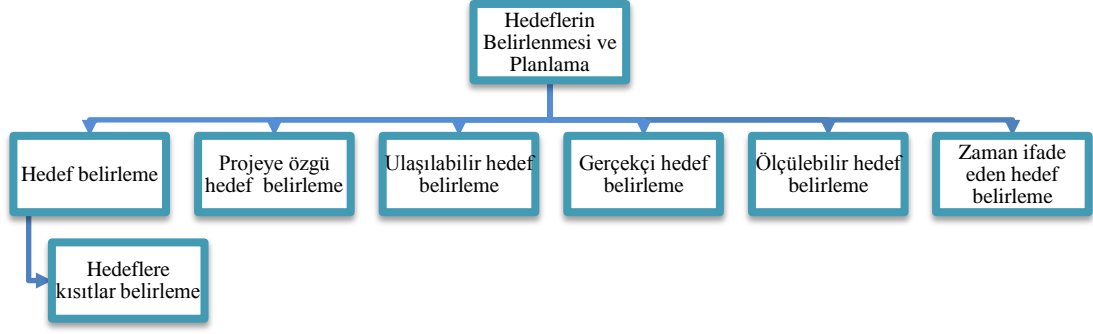 Hedeflerin
Belirlenmesi ve
Planlama
Hedef belirleme
Projeye özgü
hedef belirleme
Ulaşılabilir hedef
belirleme
Gerçekçi hedef
belirleme
Ölçülebilir hedef
belirleme
Zaman ifade
eden hedef
belirleme
Hedeflere
kısıtlar belirleme